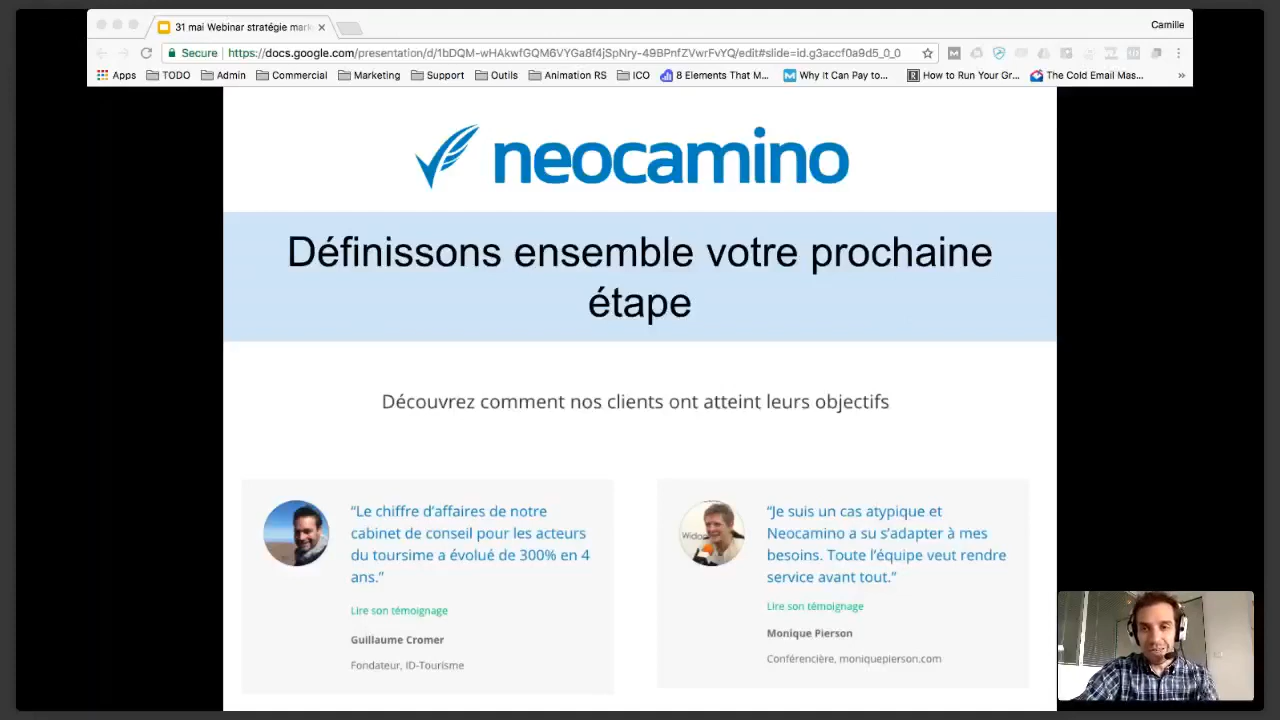 31 mai Webinar stratégie mark
Camille
Secure
https://docs.google.com/presentation/d/1bDQM-wHAkwfGQM6VYGa8f4jSpNry-49BPnfZVwrFvYQ/edit#slide=id.g3accf0a9d5_0_0
Apps TODO Admin Commercial Marketing Support Outils Animation RS ICO 8 Elements That M... Why it Can Pay to... How to Run Your Gr... The Cold Email Mas... »
neocamino
Définissons ensemble votre prochaine
étape
Découvrez comment nos clients ont atteint leurs objectifs
“Le chiffre d’affaires de notre
cabinet de conseil pour les acteurs
du toursime a évolué de 300% en 4
ans.”
Lire son témoignage
Guillaume Cromer
Fondateur, ID-Tourisme
“Je suis un cas atypique et
Neocamino a su s’adapter à mes
besoins. Toute l’équipe veut rendre
service avant tout.”
Lire son témoignage
Monique Pierson
Conférencière, moniquepierson.com